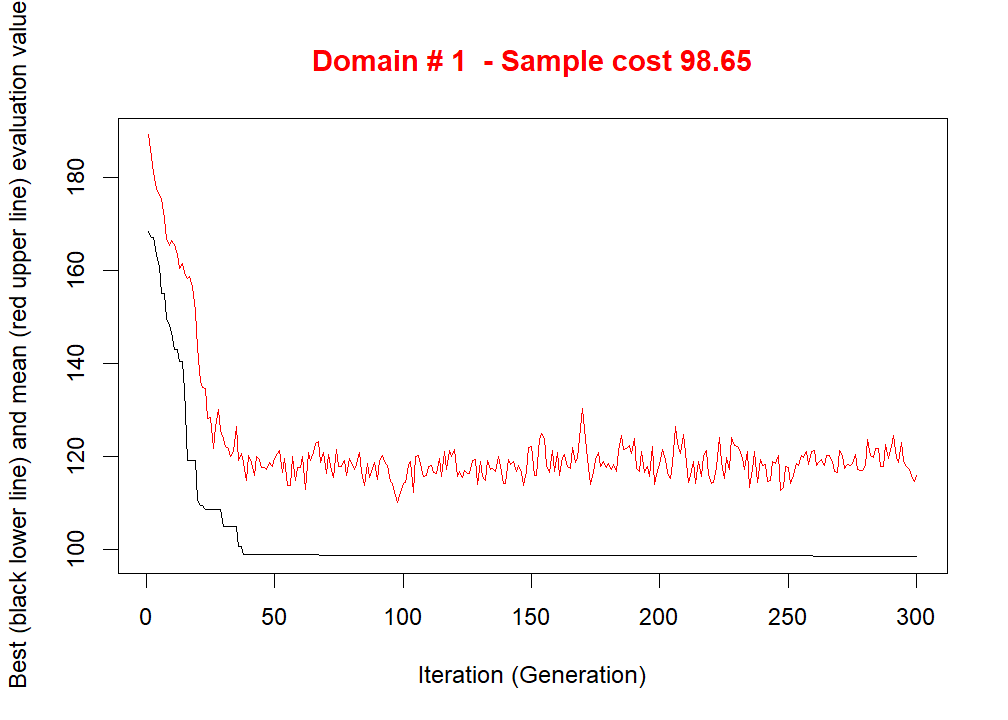 Domain # 1  - Sample cost 98.65
Best (black lower line) and mean (red upper line) evaluation value
180
160
140
120
100
0 50 100 150 200 250 300
Iteration (Generation)